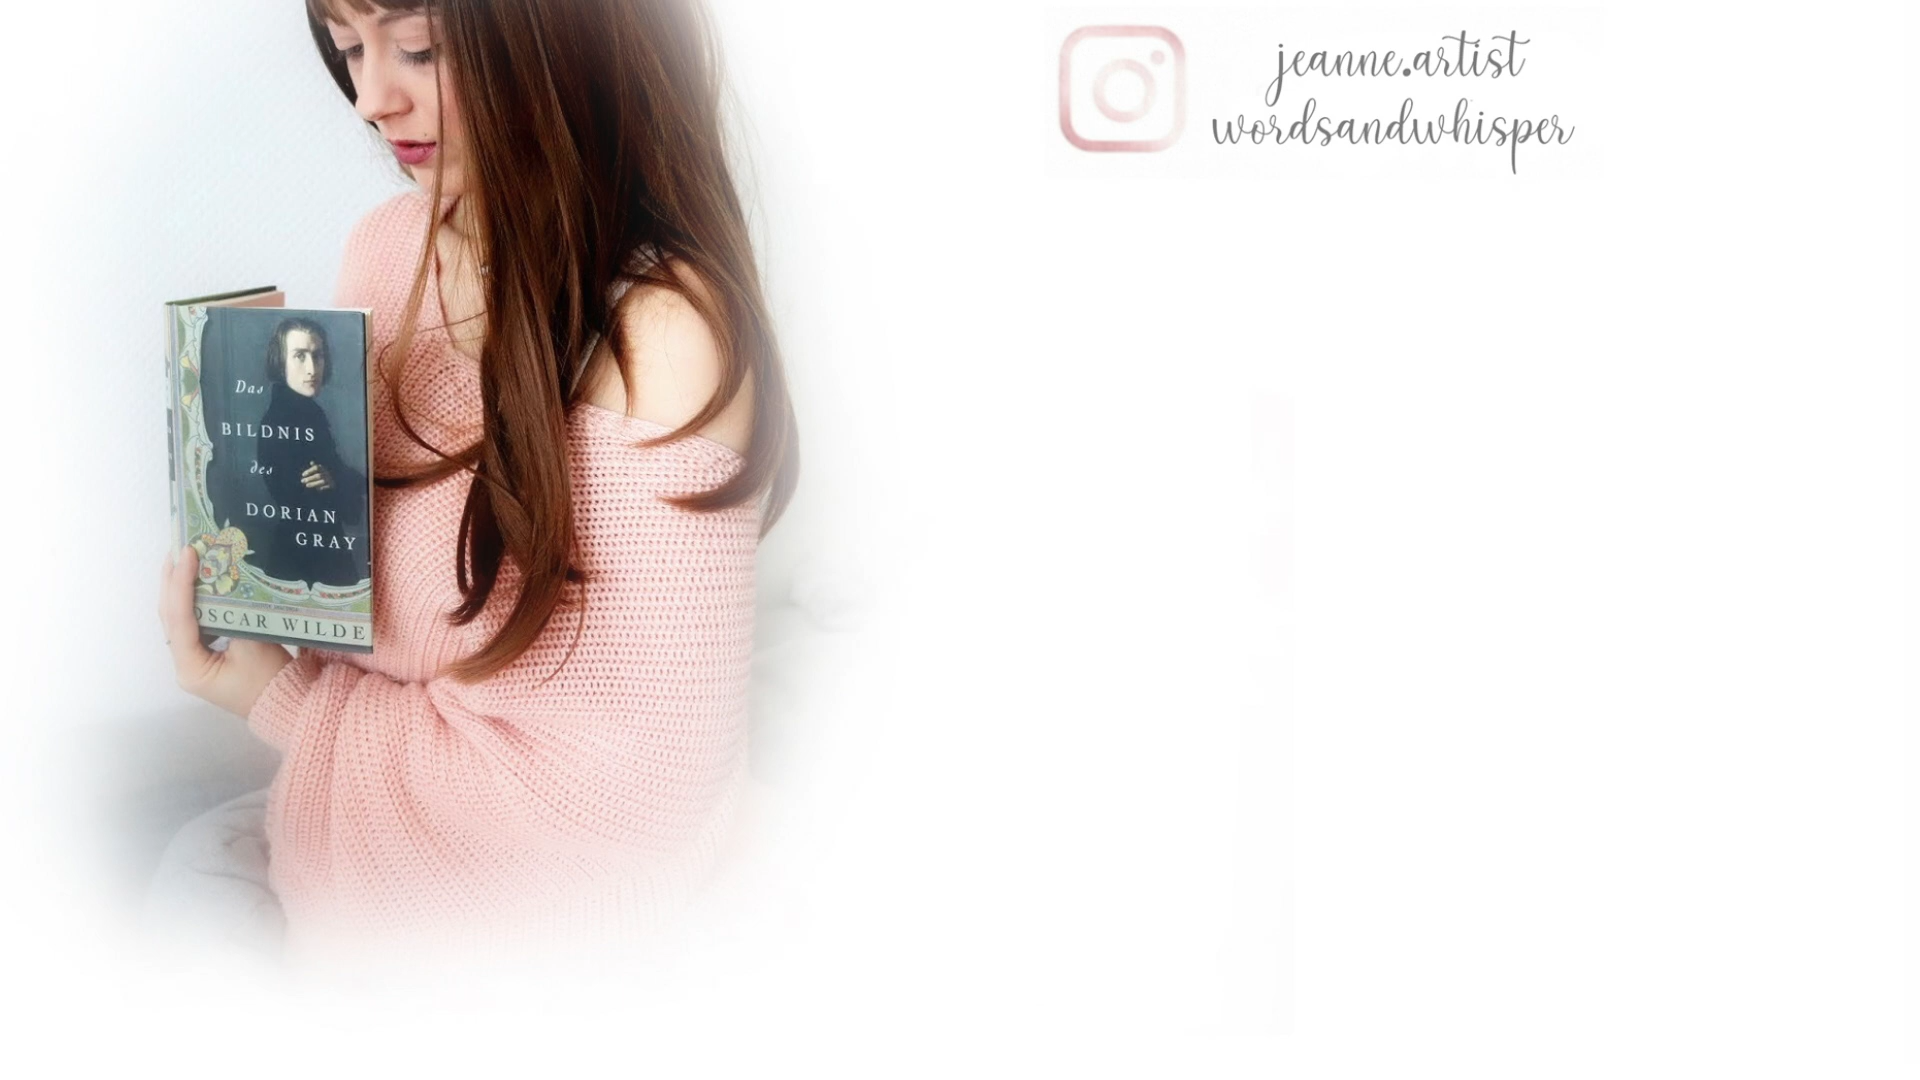 Das
BILDNIS
des
DORIAN
GRAY
OSCAR WILDE
jeanne.artist
wordsandwhisper